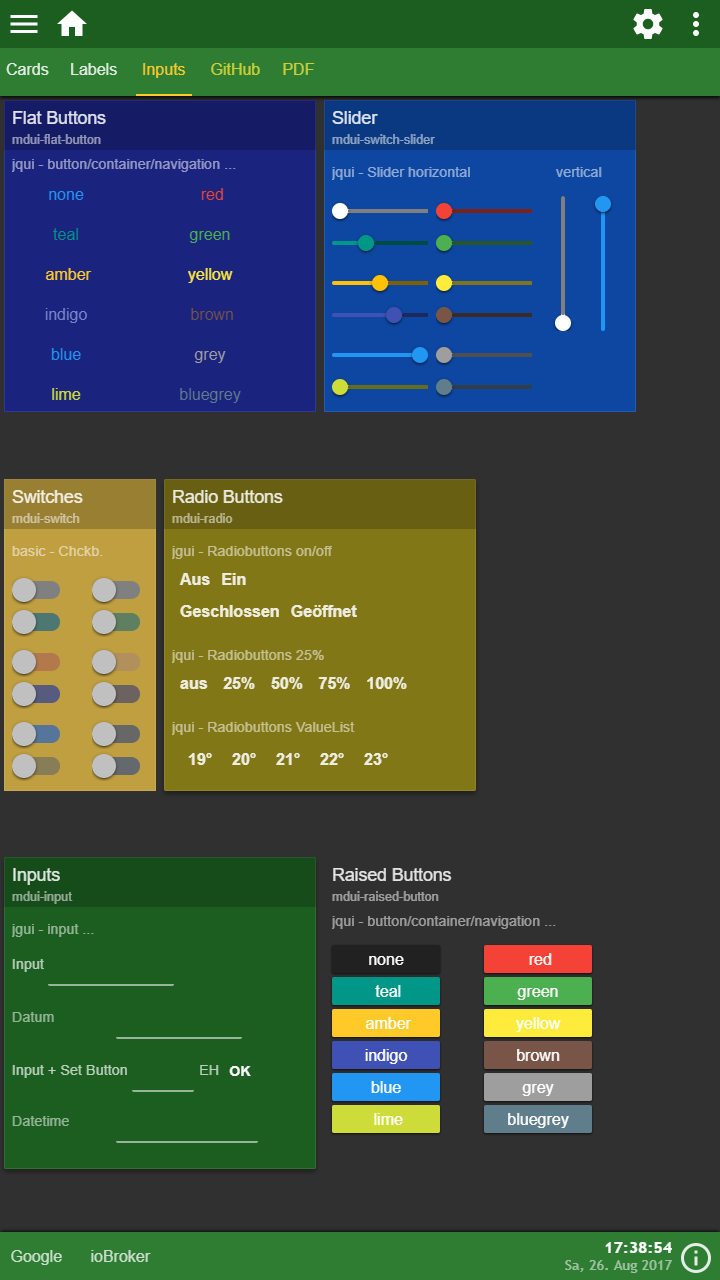 Cards Labels Inputs GitHub PDF
Flat Buttons
mdui-flat-button
jqui - button/container/navigation ...
none red
teal green
amber yellow
indigo brown
blue grey
lime bluegrey
Slider
mdui-switch-slider
jqui - Slider horizontal vertical
Switches
mdui-switch
basic - Chckb.
Radio Buttons
mdui-radio
jgui - Radiobuttons on/off
Aus Ein
Geschlossen Geöffnet
jqui - Radiobuttons 25%
aus 25% 50% 75% 100%
jqui - Radiobuttons ValueList
19° 20° 21° 22° 23°
Inputs
mdui-input
jgui - input ...
Input
Datum
Input + Set Button EH OK
Datetime
Raised Buttons
mdui-raised-button
jqui - button/container/navigation ...
none red
teal green
amber yellow
indigo brown
blue grey
lime bluegrey
Google ioBroker
17:38:54
Sa, 26. Aug 2017